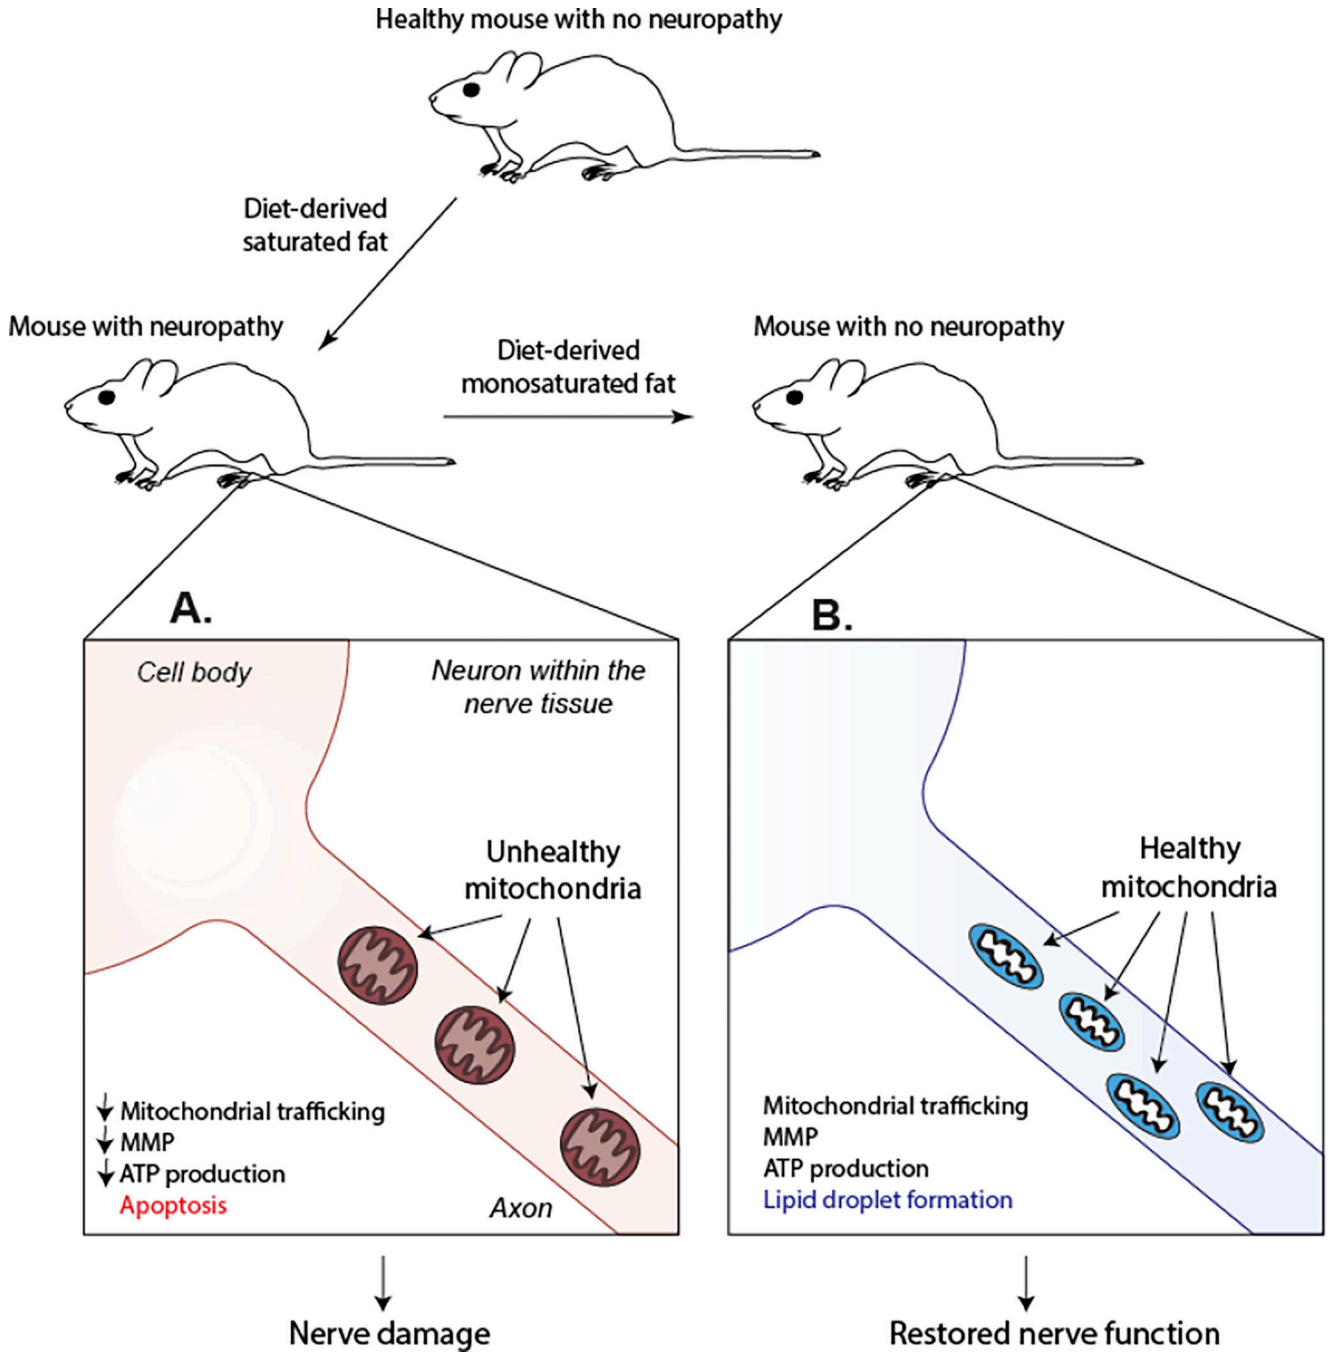 Healthy mouse with no neuropathy
Diet-derived
saturated fat
Mouse with neuropathy
Diet-derived
monosaturated fat
Mouse with no neuropathy
A.
Cell body
Neuron within the
nerve tissue
Unhealthy
mitochondria
Mitochondrial trafficking
MMP
ATP production
Apoptosis
Axon
Nerve damage
B.
Healthy
mitochondria
Mitochondrial trafficking
MMP
ATP production
Lipid droplet formation
Restored nerve function